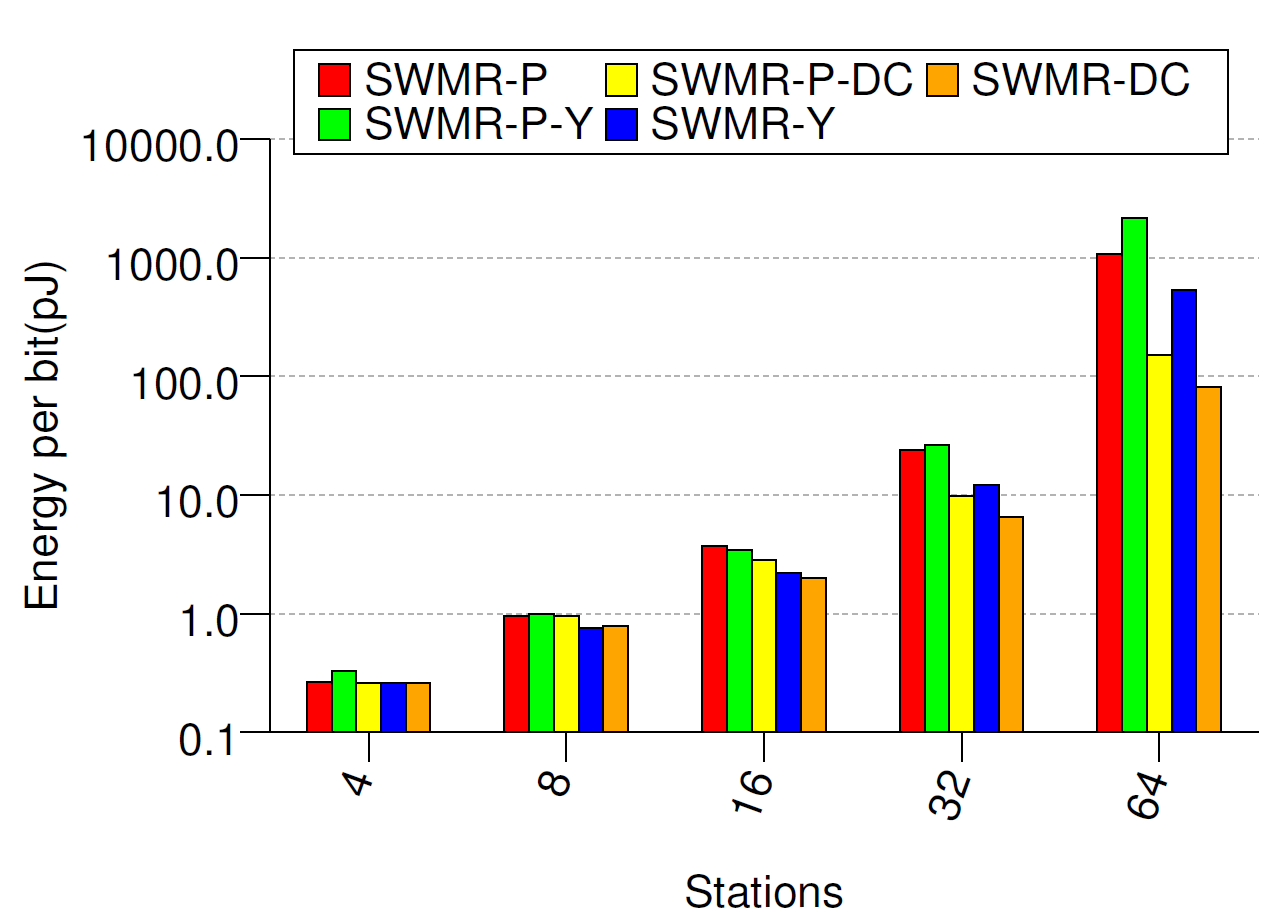 SWMR-P SWMR-P-DC SWMR-DC
SWMR-P-Y SWMR-Y
10000.0
1000.0
100.0
10.0
1.0
0.1
Energy per bit(pJ)
4 8 16 32 64
Stations